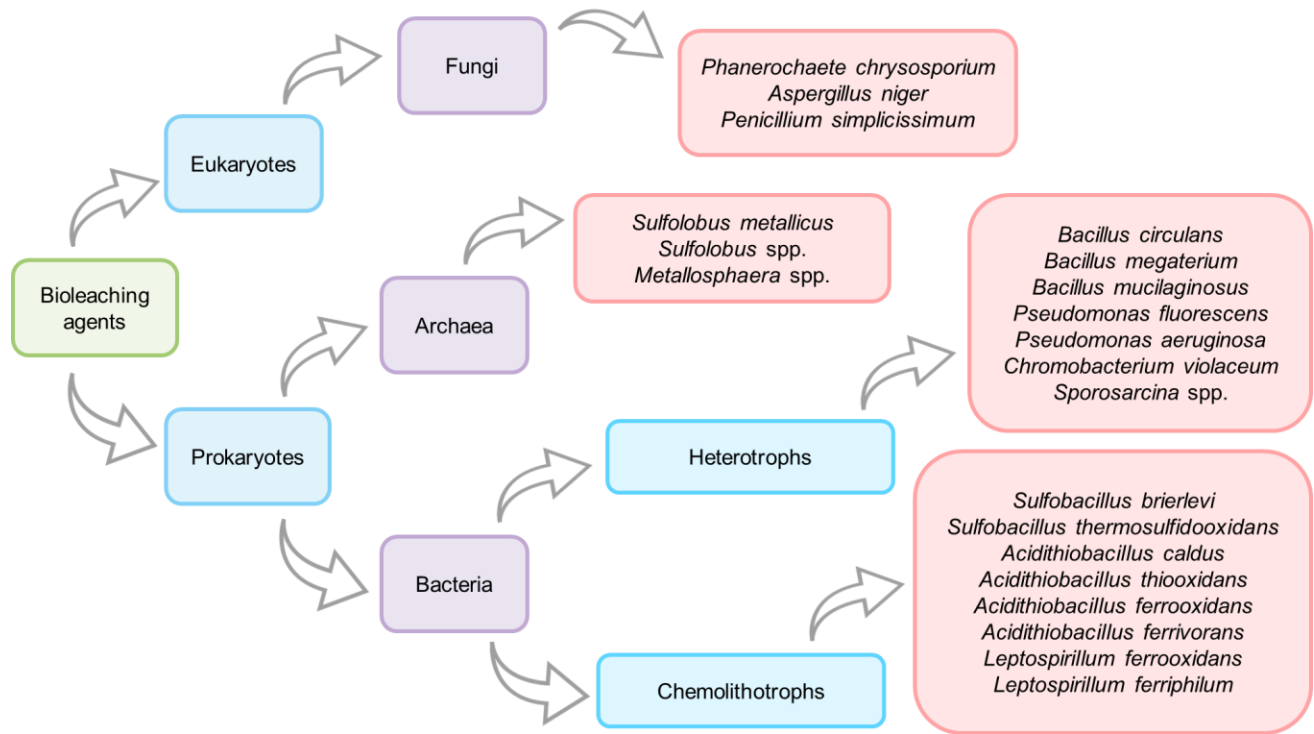 Fungi
Phanerochaete chrysosporium
Aspergillus niger
Penicillium simplicissimum
Eukaryotes
Sulfolobus metallicus
Sulfolobus spp.
Metallosphaera spp.
Bioleaching
agents
Archaea
Bacillus circulans
Bacillus megaterium
Bacillus mucilaginosus
Pseudomonas fluorescens
Pseudomonas aeruginosa
Chromobacterium violaceum
Sporosarcina spp.
Prokaryotes
Heterotrophs
Bacteria
Sulfobacillus brierlevi
Sulfobacillus thermosulfidooxidans
Acidithiobacillus caldus
Acidithiobacillus thiooxidans
Acidithiobacillus ferrooxidans
Acidithiobacillus ferrivorans
Leptospirillum ferrooxidans
Leptospirillum ferriphilum
Chemolithotrophs